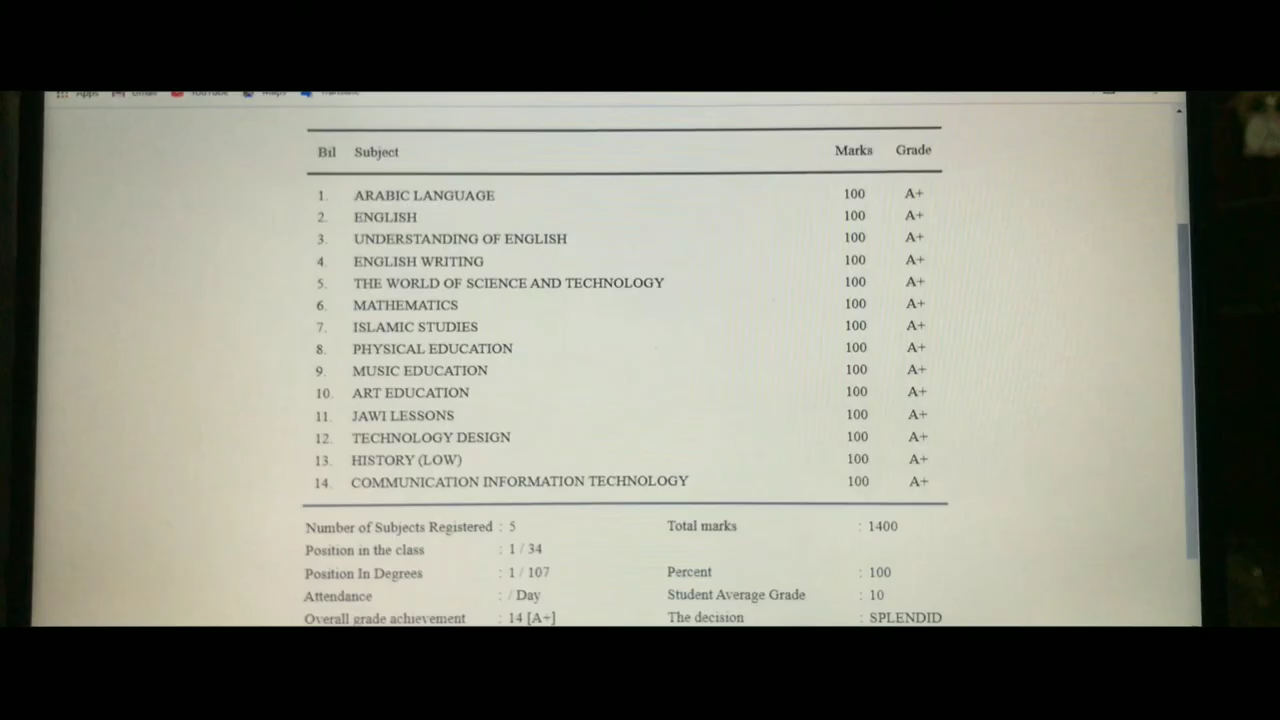 Apps Gmail YouTube Maps Translate
Bil Subject Marks Grade
1. ARABIC LANGUAGE 100 A+
2. ENGLISH 100 A+
3. UNDERSTANDING OF ENGLISH 100 A+
4. ENGLISH WRITING 100 A+
5. THE WORLD OF SCIENCE AND TECHNOLOGY 100 A+
6. MATHEMATICS 100 A+
7. ISLAMIC STUDIES 100 A+
8. PHYSICAL EDUCATION 100 A+
9. MUSIC EDUCATION 100 A+
10. ART EDUCATION 100 A+
11. JAWI LESSONS 100 A+
12. TECHNOLOGY DESIGN 100 A+
13. HISTORY (LOW) 100 A+
14. COMMUNICATION INFORMATION TECHNOLOGY 100 A+
Number of Subjects Registered : 5 Total marks : 1400
Position in the class : 1 / 34
Position In Degrees : 1 / 107 Percent : 100
Attendance : / Day Student Average Grade : 10
Overall grade achievement : 14 [A+] The decision : SPLENDID